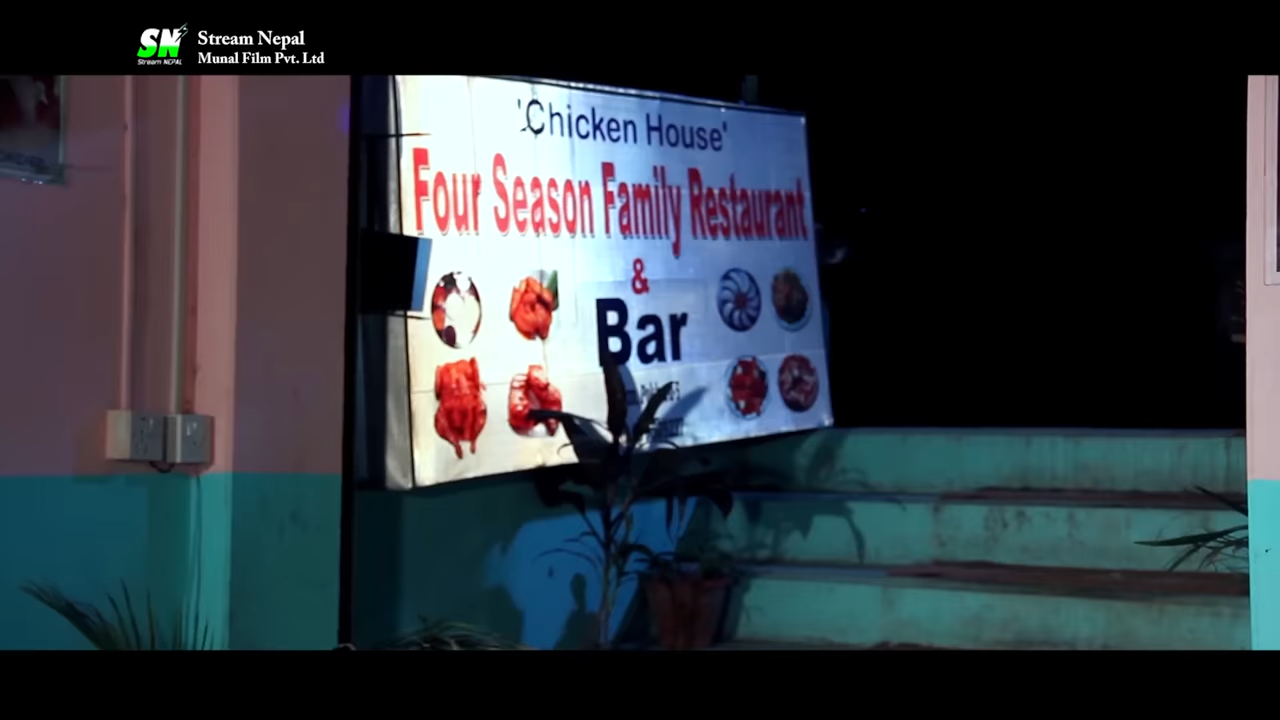 SN
Stream NEPAL
Stream Nepal
Munal Film Pvt. Ltd
'Chicken House'
Four Season Family Restaurant
&
Bar